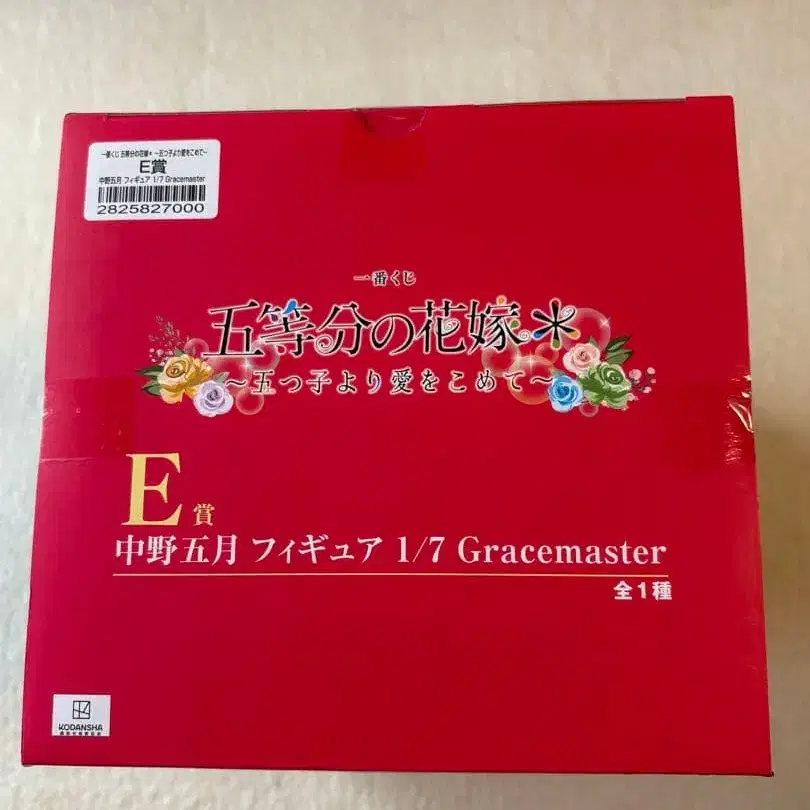 一番くじ 五等分の花嫁＊ ～五つ子より愛をこめて～
E賞
中野五月 フィギュア 1/7 Gracemaster
2825827000
一番くじ
五等分の花嫁＊
～五つ子より愛をこめて～
E賞
中野五月 フィギュア 1/7 Gracemaster
全1種
KODANSHA